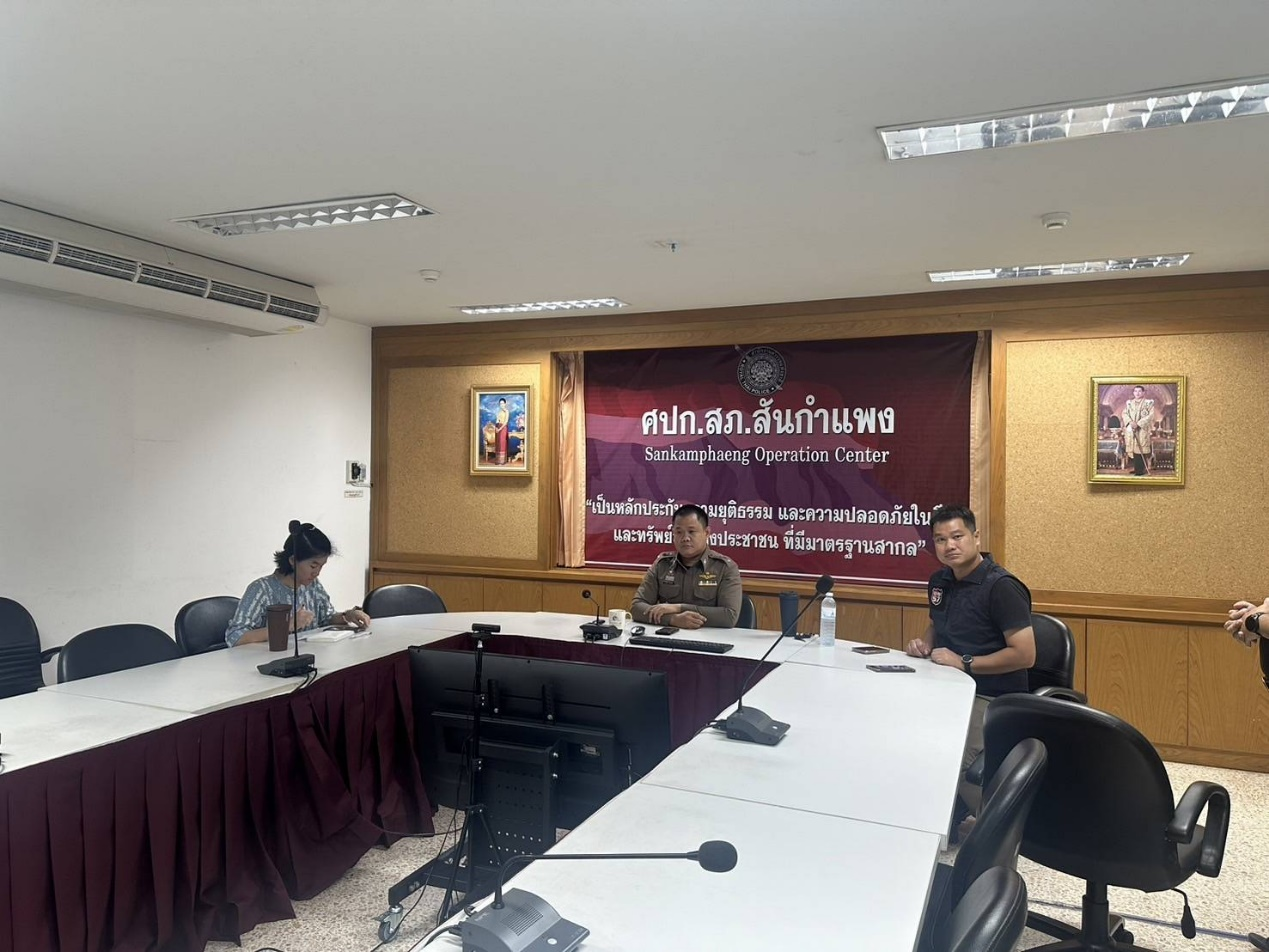 ศปก.สภ.สันกำแพง
Sankamphaeng Operation Center
“เป็นหลักประกัน ยุติธรรม และความปลอดภัยใน
และทรัพย์ ประชาชน ที่มีมาตรฐานสากล”